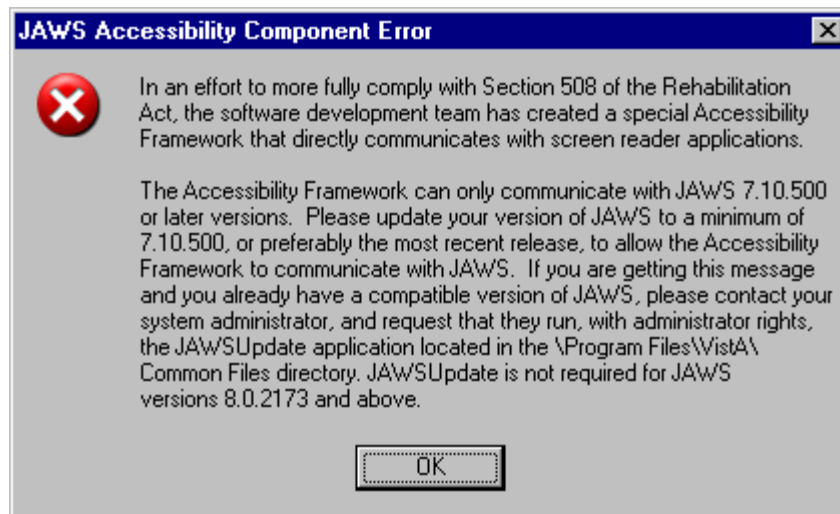 JAWS Accessibility Component Error
In an effort to more fully comply with Section 508 of the Rehabilitation
Act, the software development team has created a special Accessibility
Framework that directly communicates with screen reader applications.
The Accessibility Framework can only communicate with JAWS 7.10.500
or later versions.  Please update your version of JAWS to a minimum of
7.10.500, or preferably the most recent release, to allow the Accessibility
Framework to communicate with JAWS.  If you are getting this message
and you already have a compatible version of JAWS, please contact your
system administrator, and request that they run, with administrator rights,
the JAWSUpdate application located in the \Program Files\VistA\
Common Files directory. JAWSUpdate is not required for JAWS
versions 8.0.2173 and above.
OK